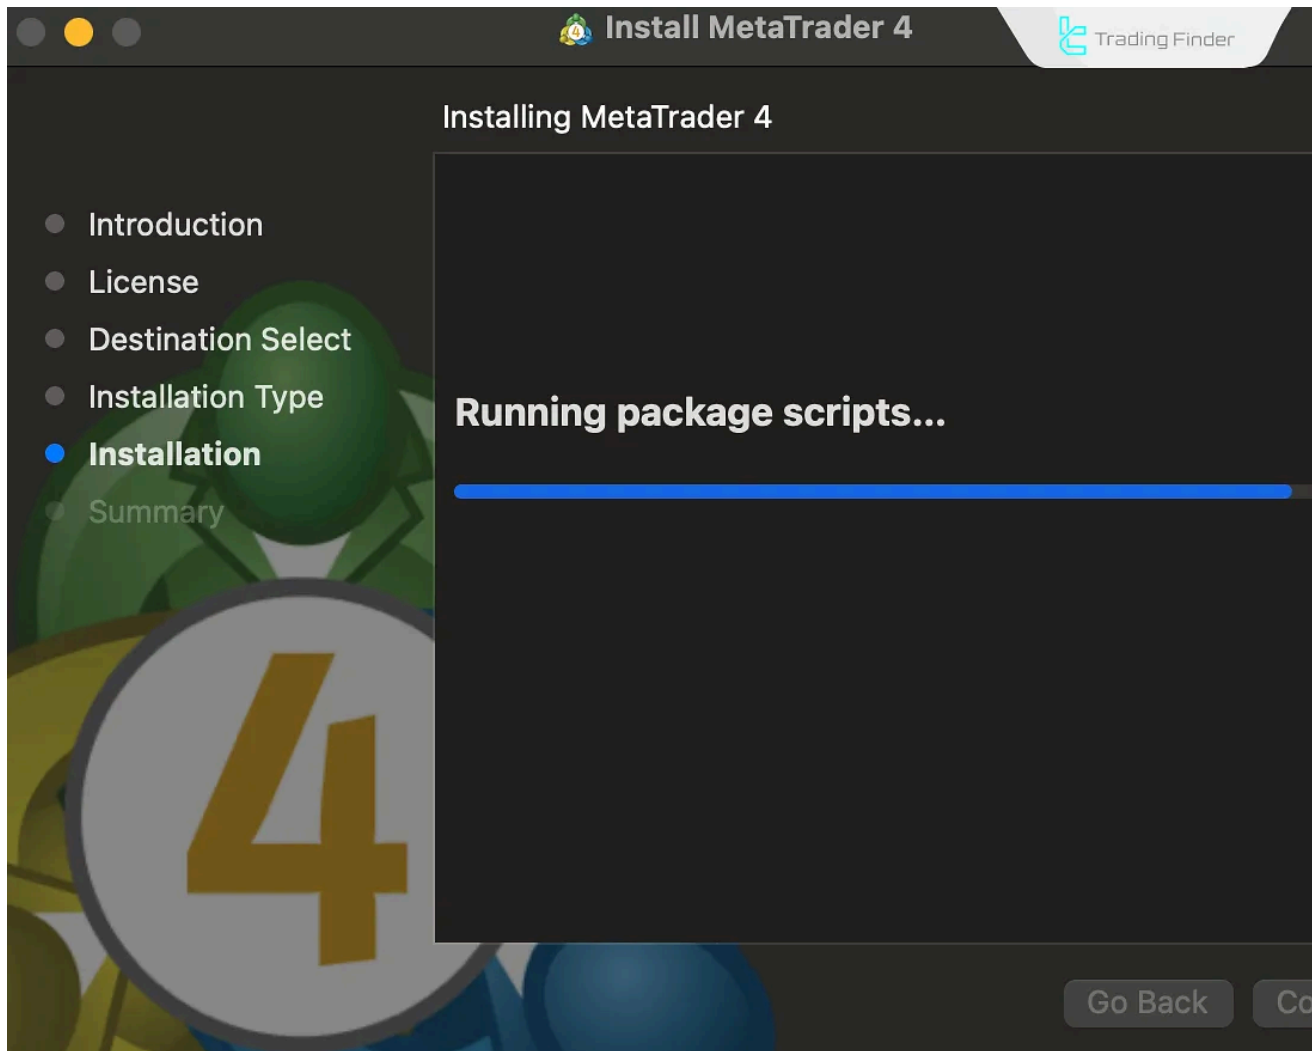 Install MetaTrader 4
Trading Finder
Installing MetaTrader 4
Introduction
License
Destination Select
Installation Type
Installation
Summary
Running package scripts...
4
Go Back
Co